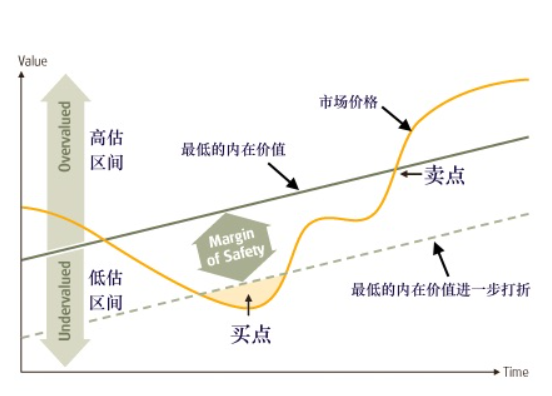 Value
Overvalued
高估
区间
市场价格
最低的内在价值
卖点
Margin
of Safety
Undervalued
低估
区间
最低的内在价值进一步打折
买点
Time